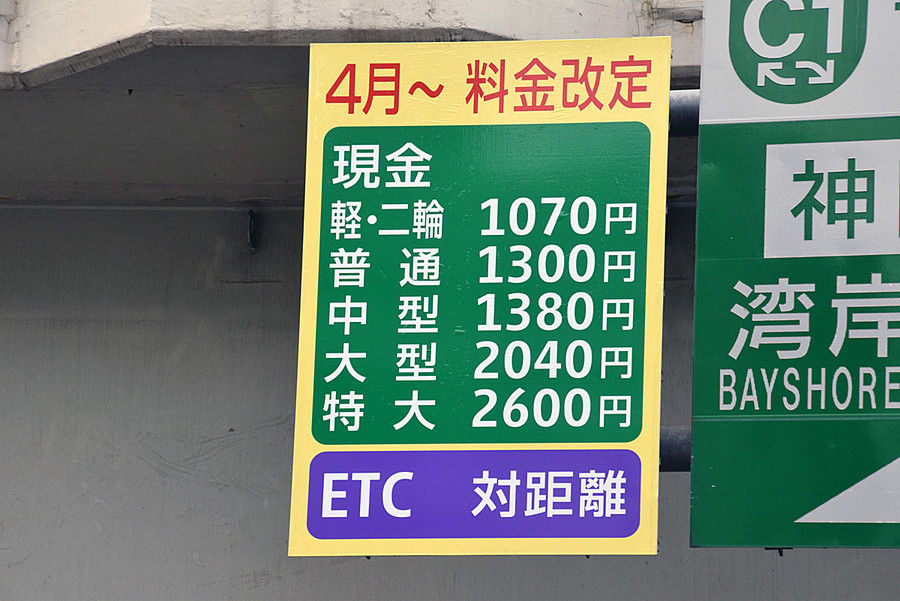 4月〜 料金改定
現金
軽・二輪 1070円
普通 1300円
中型 1380円
大型 2040円
特大 2600円
ETC 対距離
C1
神
湾岸
BAYSHORE